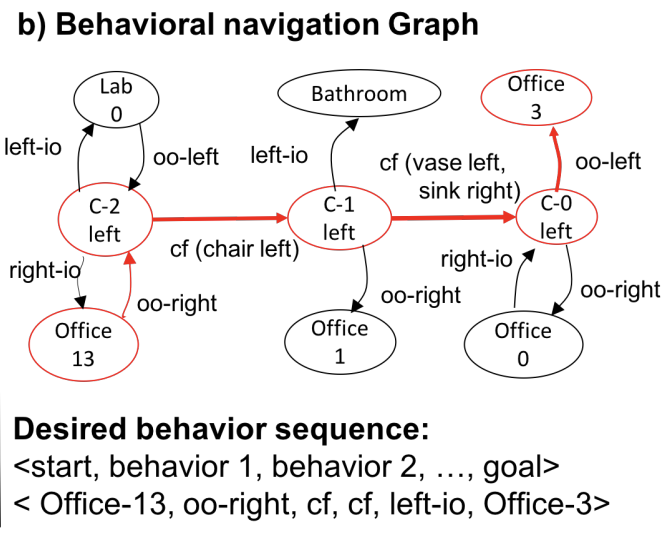 b) Behavioral navigation Graph
Lab
0
Bathroom
Office
3
left-io
oo-left
left-io
cf (vase left,
sink right)
oo-left
C-2
left
C-1
left
C-0
left
cf (chair left)
right-io
oo-right
oo-right
right-io
oo-right
Office
13
Office
1
Office
0
Desired behavior sequence:
<start, behavior 1, behavior 2, …, goal>
< Office-13, oo-right, cf, cf, left-io, Office-3>